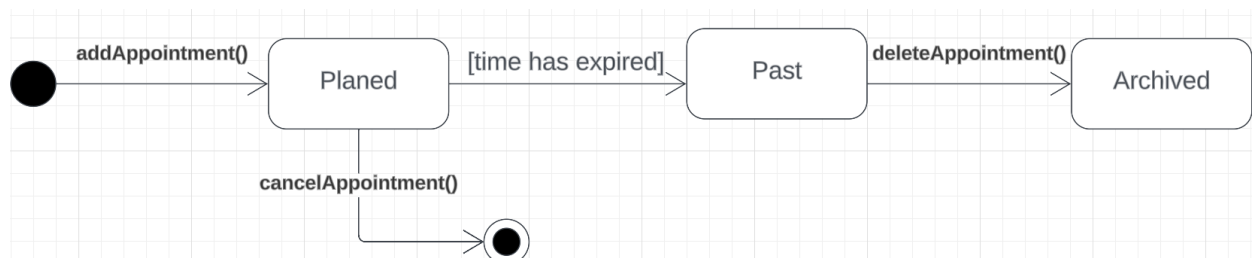 addAppointment()
Planed
[time has expired]
Past
deleteAppointment()
Archived
cancelAppointment()